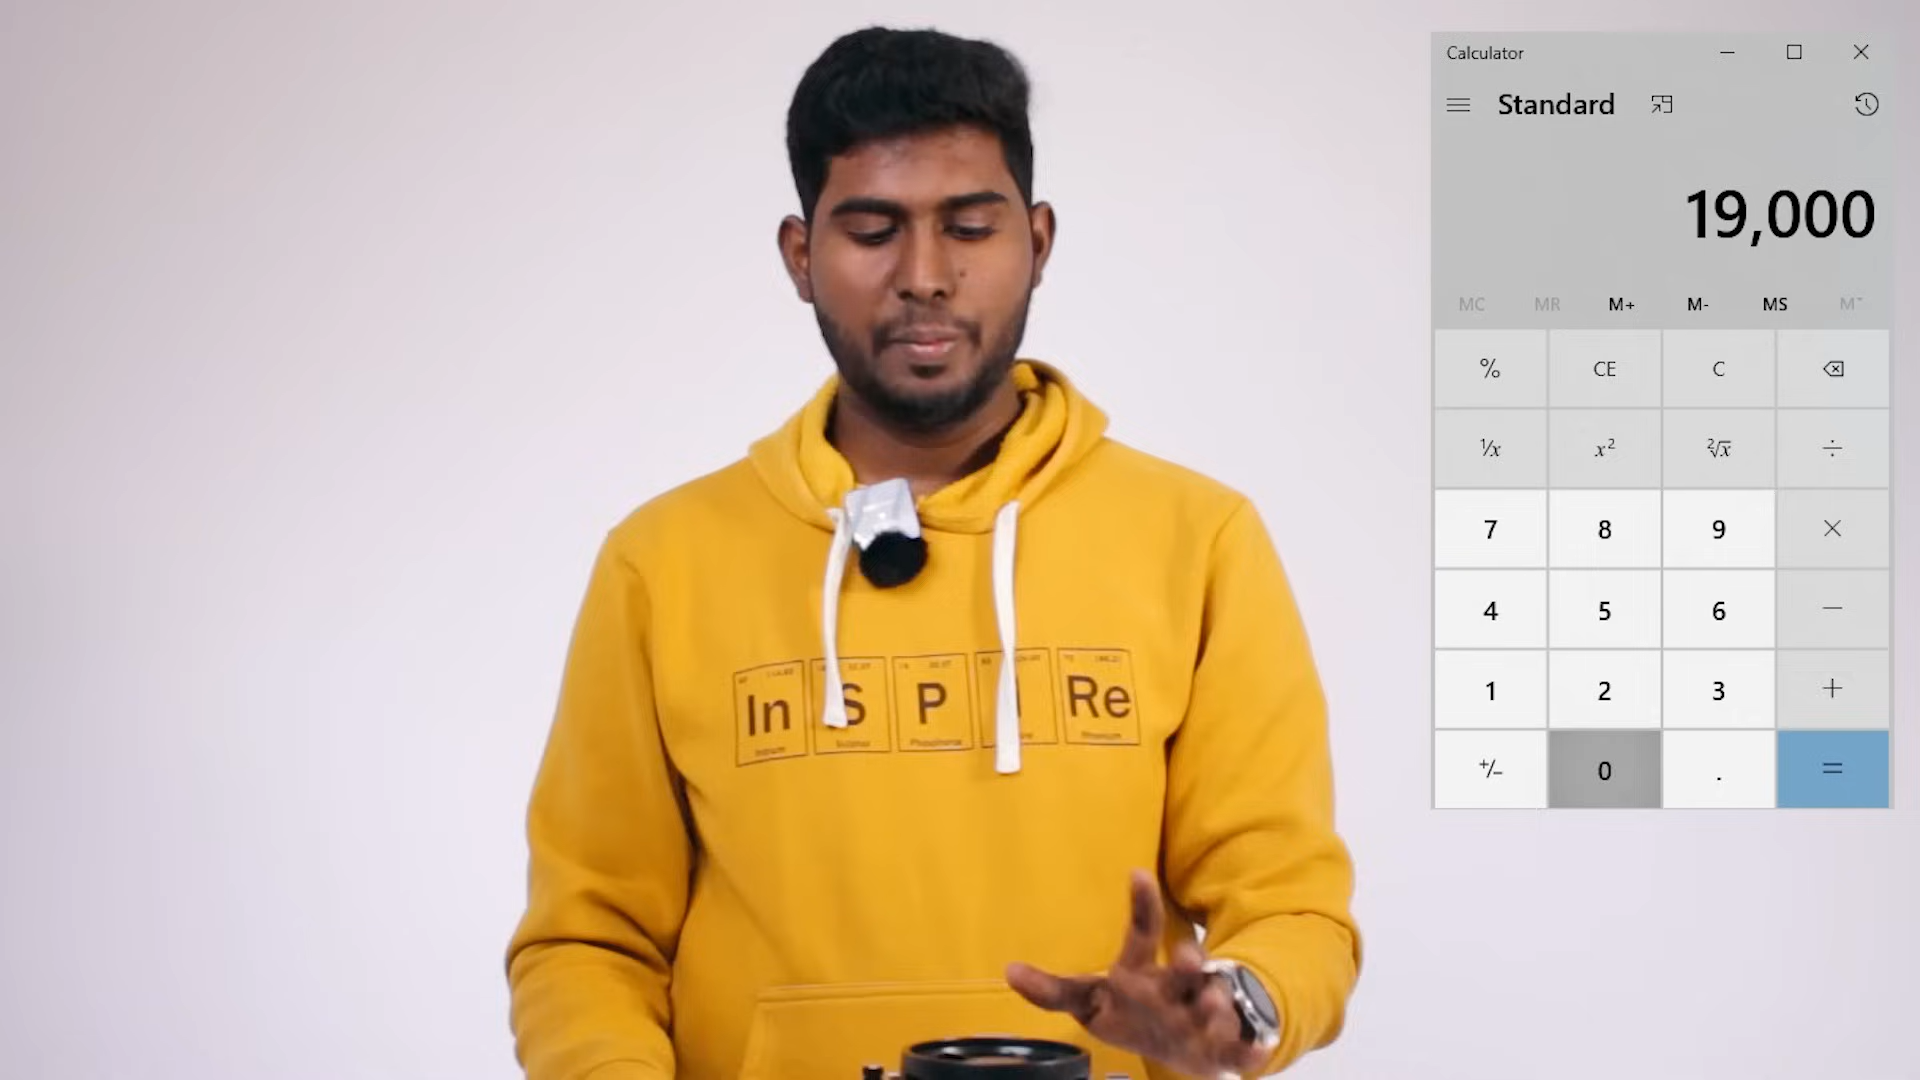 Calculator
Standard
19,000
MC MR M+ M- MS M˅
% CE C
¹/x x² ²√x ÷
7 8 9 ×
4 5 6 −
1 2 3 +
+/− 0 . =
In S P Re
Indium